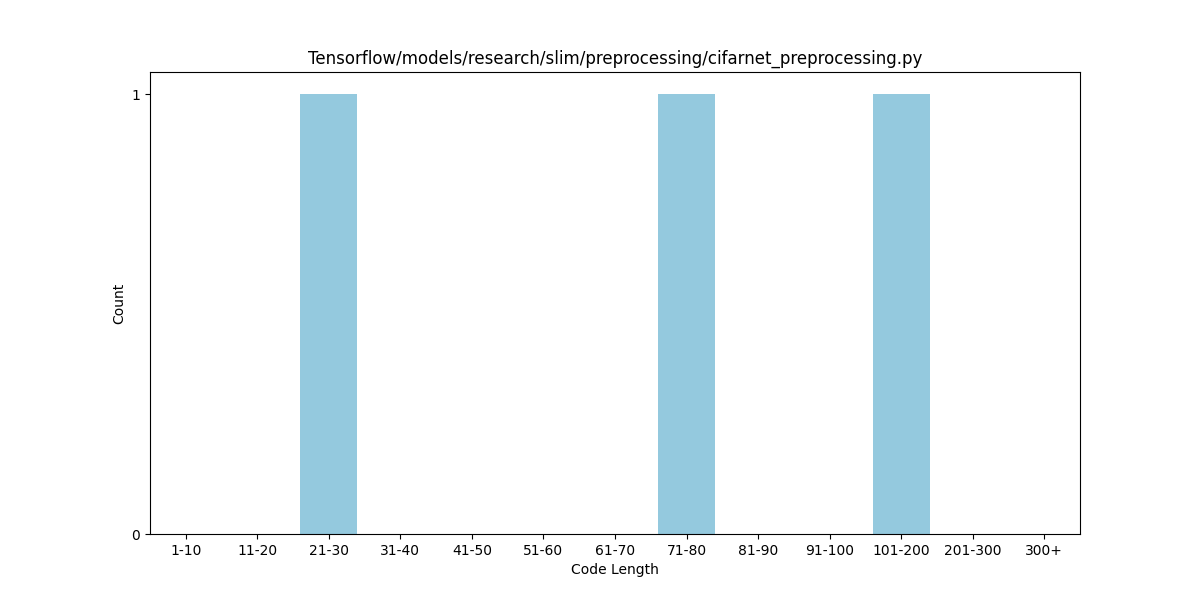 Tensorflow/models/research/slim/preprocessing/cifarnet_preprocessing.py
Count
1
0
1-10 11-20 21-30 31-40 41-50 51-60 61-70 71-80 81-90 91-100 101-200 201-300 300+
Code Length